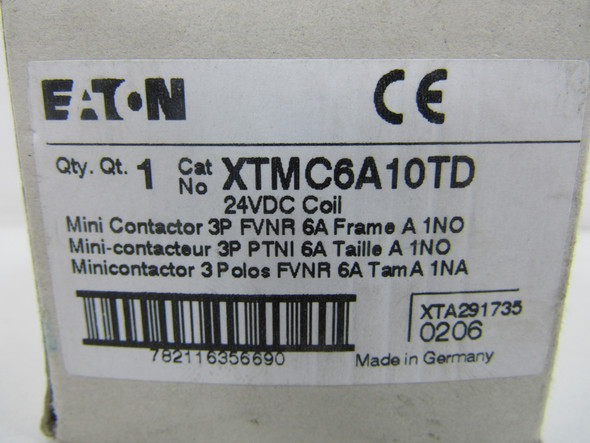 EATON CE
Qty. Qt. 1 Cat No XTMC6A10TD
24VDC Coil
Mini Contactor 3P FVNR 6A Frame A 1NO
Mini-contacteur 3P PTNI 6A Taille A 1NO
Minicontactor 3 Polos FVNR 6A TamA 1NA
XTA291735
0206
782116356690
Made in Germany